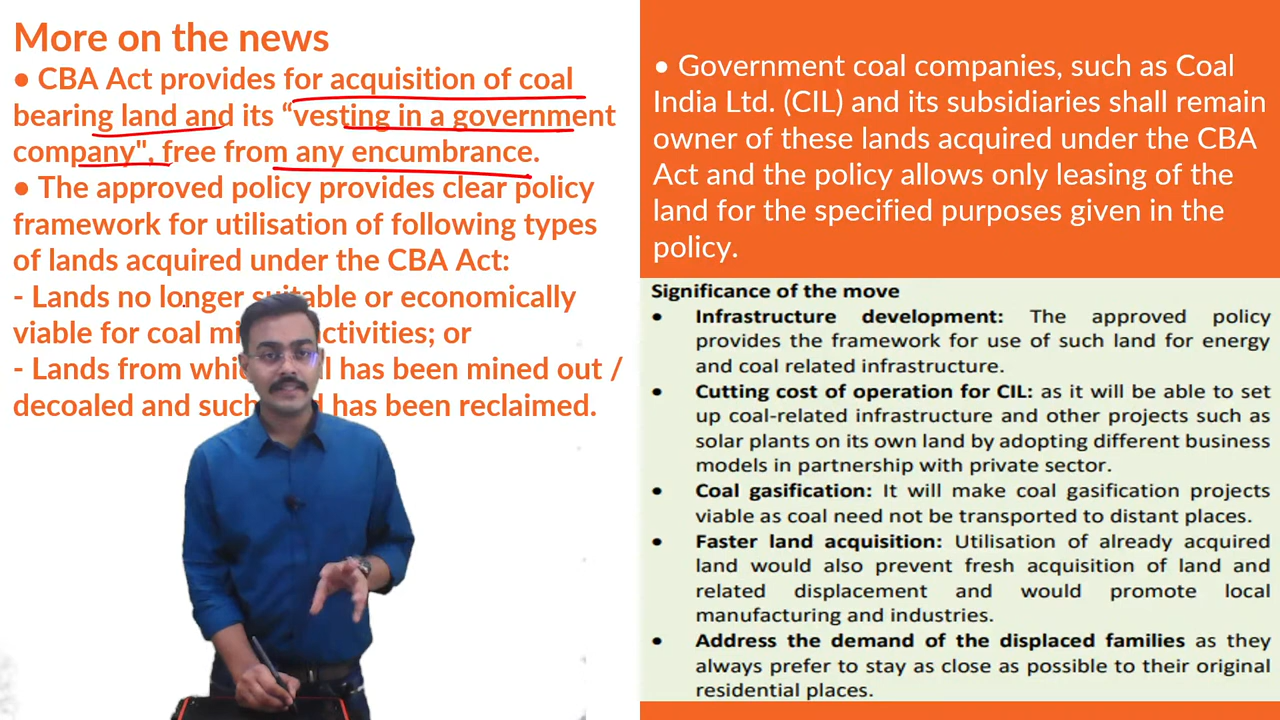 More on the news
● CBA Act provides for acquisition of coal
bearing land and its “vesting in a government
company", free from any encumbrance.
● The approved policy provides clear policy
framework for utilisation of following types
of lands acquired under the CBA Act:
- Lands no longer suitable or economically
viable for coal activities; or
- Lands from has been mined out /
decoaled and such has been reclaimed.
● Government coal companies, such as Coal
India Ltd. (CIL) and its subsidiaries shall remain
owner of these lands acquired under the CBA
Act and the policy allows only leasing of the
land for the specified purposes given in the
policy.
Significance of the move
● Infrastructure development: The approved policy
provides the framework for use of such land for energy
and coal related infrastructure.
● Cutting cost of operation for CIL: as it will be able to set
up coal-related infrastructure and other projects such as
solar plants on its own land by adopting different business
models in partnership with private sector.
● Coal gasification: It will make coal gasification projects
viable as coal need not be transported to distant places.
● Faster land acquisition: Utilisation of already acquired
land would also prevent fresh acquisition of land and
related displacement and would promote local
manufacturing and industries.
● Address the demand of the displaced families as they
always prefer to stay as close as possible to their original
residential places.